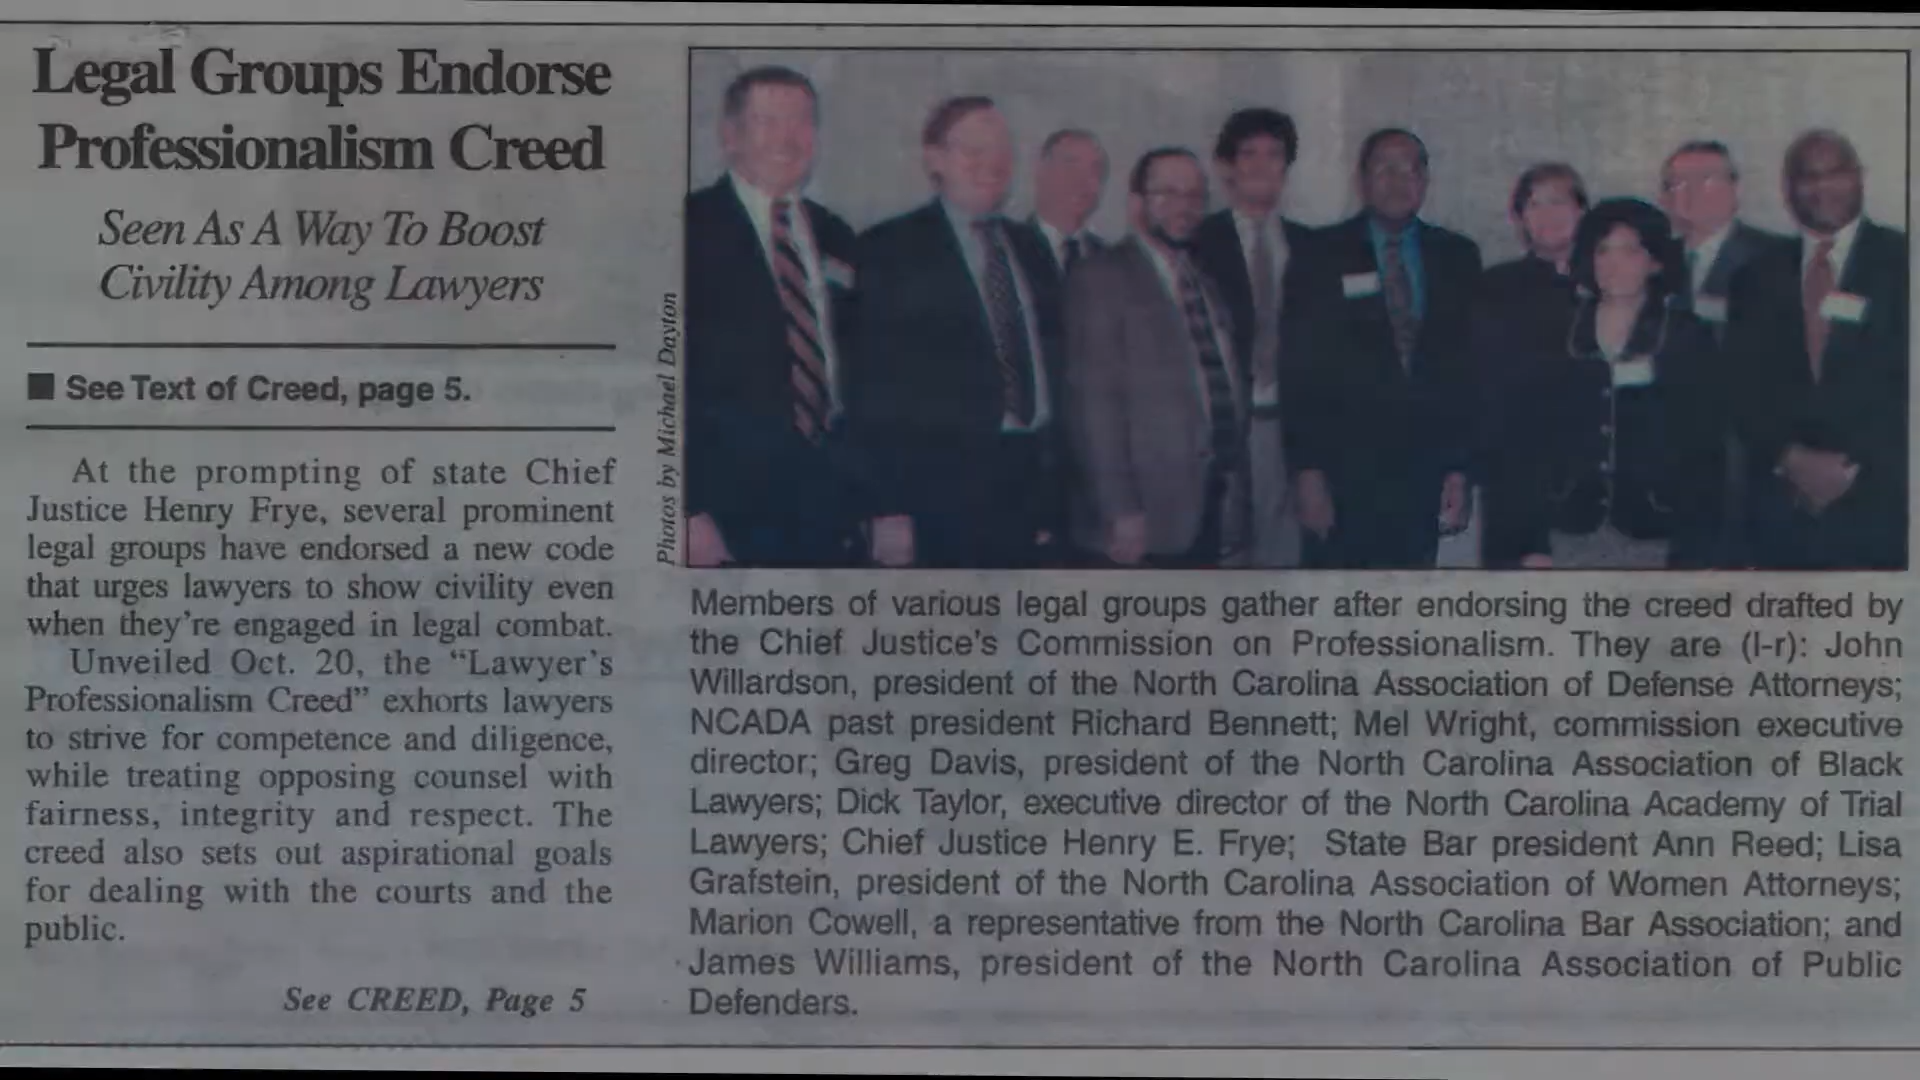 Legal Groups Endorse
Professionalism Creed
Seen As A Way To Boost
Civility Among Lawyers
■ See Text of Creed, page 5.
At the prompting of state Chief
Justice Henry Frye, several prominent
legal groups have endorsed a new code
that urges lawyers to show civility even
when they're engaged in legal combat.
Unveiled Oct. 20, the “Lawyer's
Professionalism Creed” exhorts lawyers
to strive for competence and diligence,
while treating opposing counsel with
fairness, integrity and respect. The
creed also sets out aspirational goals
for dealing with the courts and the
public.
See CREED, Page 5
Photos by Michael Dayton
Members of various legal groups gather after endorsing the creed drafted by
the Chief Justice's Commission on Professionalism. They are (l-r): John
Willardson, president of the North Carolina Association of Defense Attorneys;
NCADA past president Richard Bennett; Mel Wright, commission executive
director; Greg Davis, president of the North Carolina Association of Black
Lawyers; Dick Taylor, executive director of the North Carolina Academy of Trial
Lawyers; Chief Justice Henry E. Frye; State Bar president Ann Reed; Lisa
Grafstein, president of the North Carolina Association of Women Attorneys;
Marion Cowell, a representative from the North Carolina Bar Association; and
James Williams, president of the North Carolina Association of Public
Defenders.